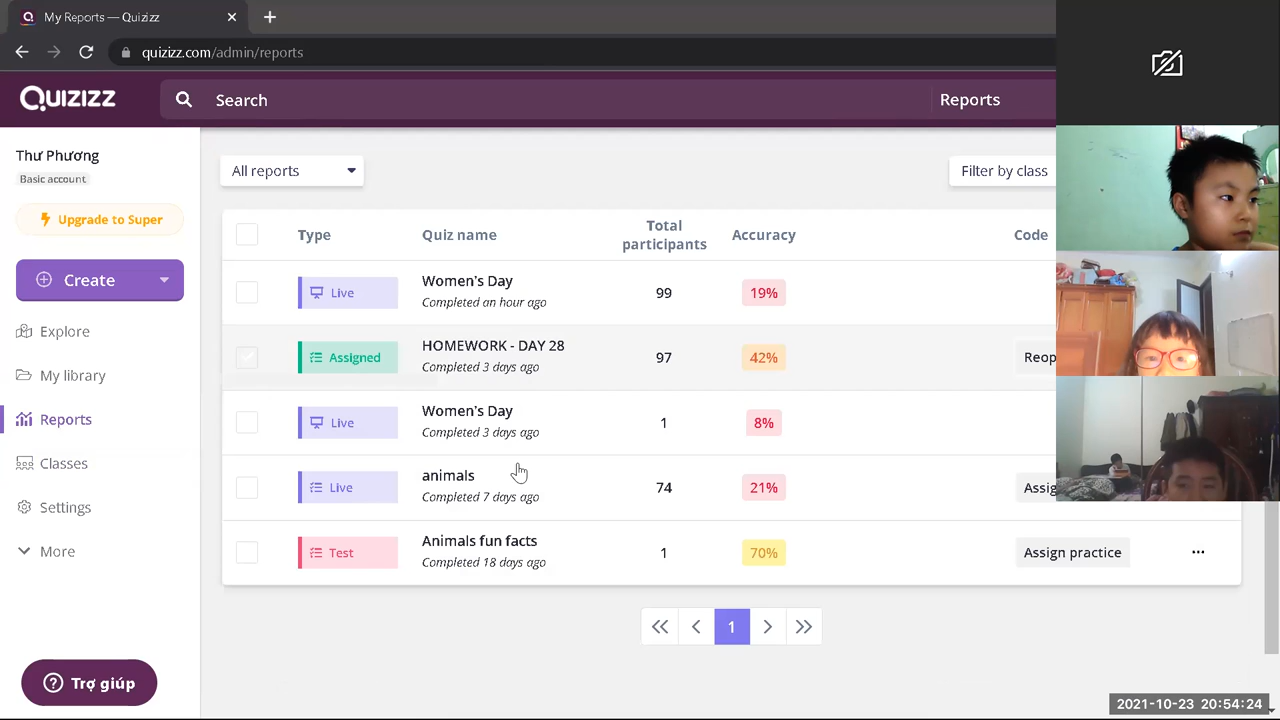 My Reports — Quizizz
quizizz.com/admin/reports
QUIZIZZ
Search
Reports
Thư Phương
Basic account
Upgrade to Super
Create
Explore
My library
Reports
Classes
Settings
More
Trợ giúp
All reports
Filter by class
Type
Quiz name
Total
participants
Accuracy
Code
Live
Women's Day
Completed an hour ago
99
19%
Assigned
HOMEWORK - DAY 28
Completed 3 days ago
97
42%
Reop
Live
Women's Day
Completed 3 days ago
1
8%
Live
animals
Completed 7 days ago
74
21%
Assig
Test
Animals fun facts
Completed 18 days ago
1
70%
Assign practice
1
2021-10-23 20:54:24